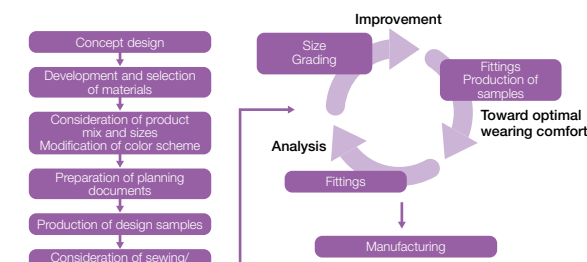 Concept design
Development and selection
of materials
Consideration of product
mix and sizes
Modification of color scheme
Preparation of planning
documents
Production of design samples
Consideration of sewing/
Improvement
Size
Grading
Fittings
Production of
samples
Toward optimal
wearing comfort
Analysis
Fittings
Manufacturing